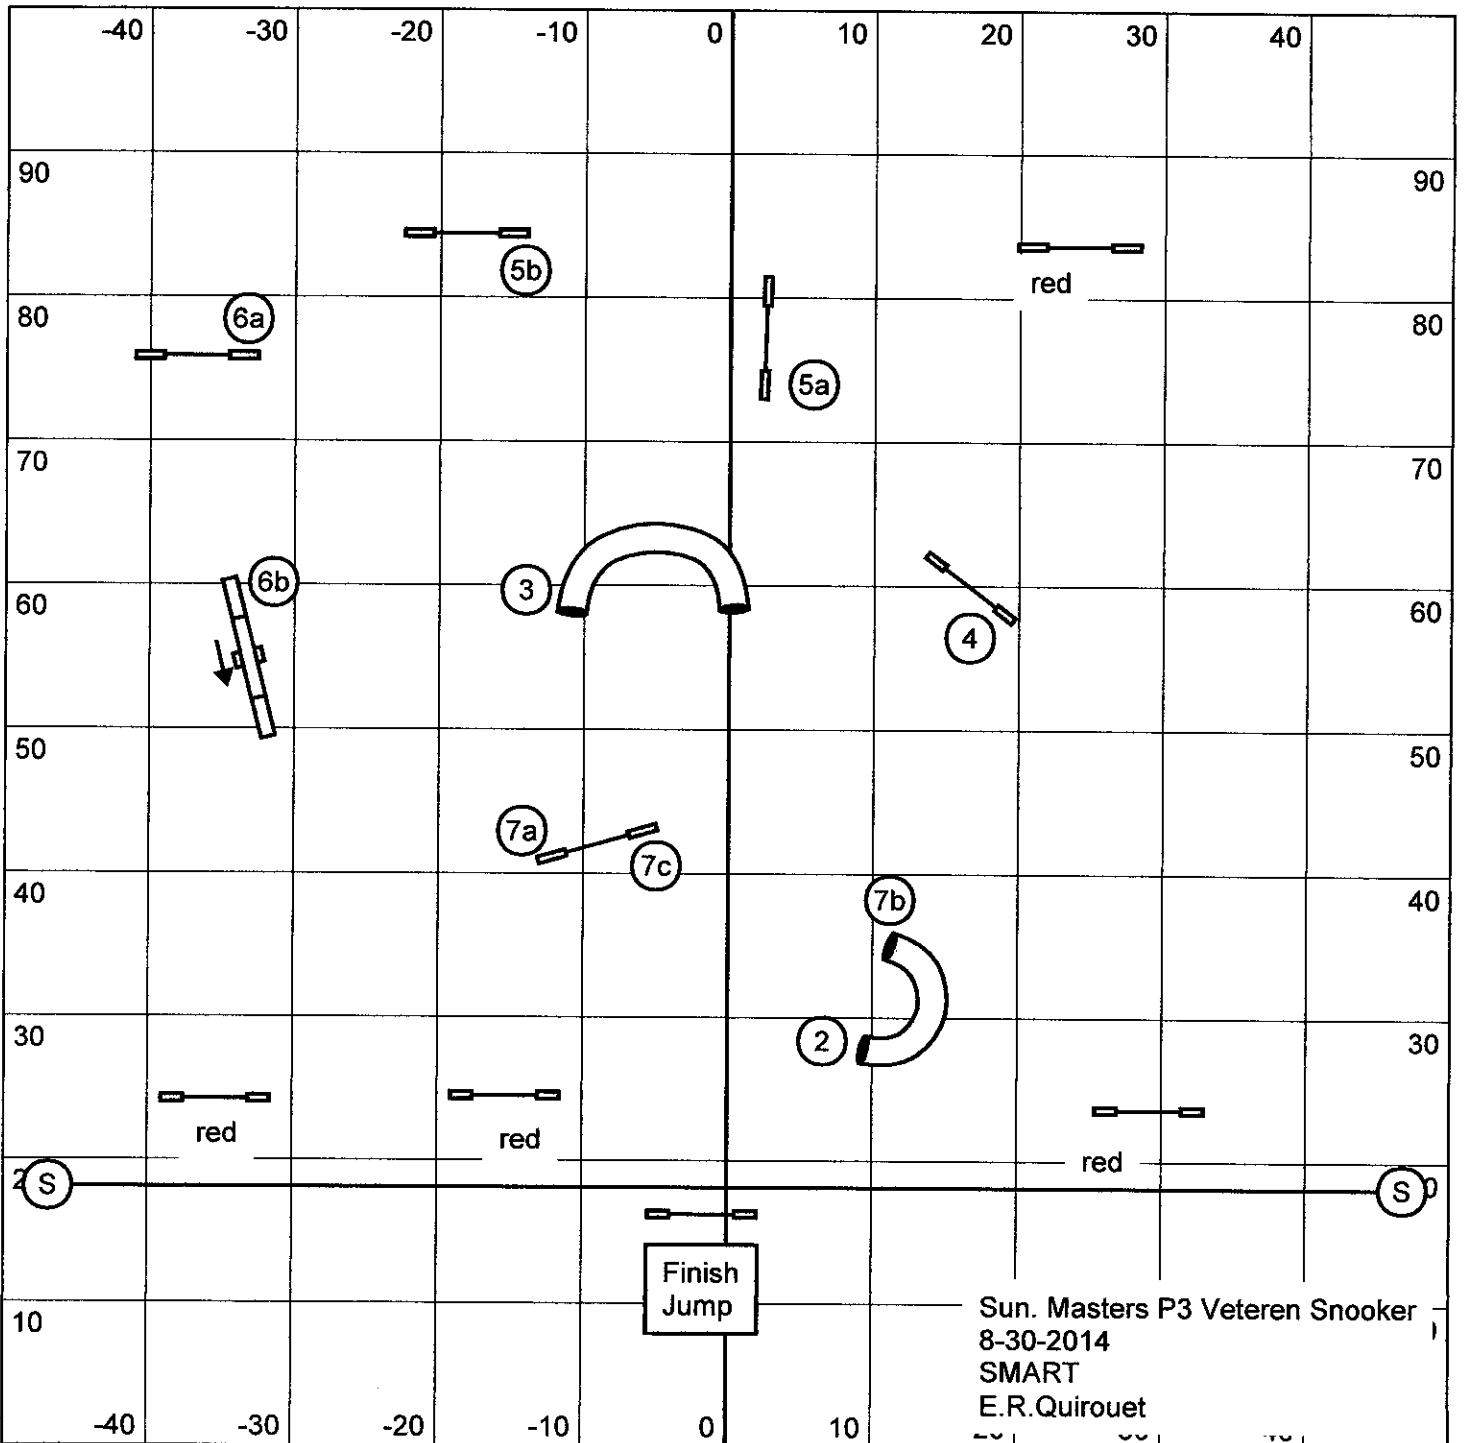 -40 -30 -20 -10 0 10 20 30 40
90 90
5b
red
80 6a 80
5a
70 70
6b 3 60 60
4
50 50
7a
7c
40 7b 40
30 2 30
red red red
S S
Finish
Jump
10
Sun. Masters P3 Veteren Snooker
8-30-2014
SMART
E.R.Quirouet
-40 -30 -20 -10 0 10